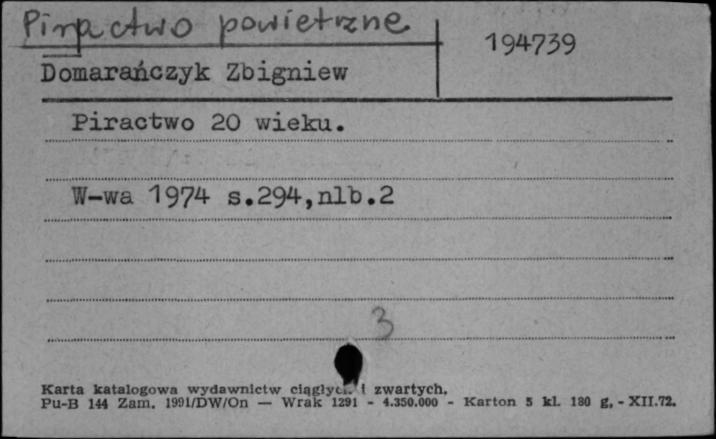 Piractwo powietrzne
194739
Domarańczyk Zbigniew
Piractwo 20 wieku.
W-wa 1974 s.294,nlb.2
3
Karta katalogowa wydawnictw ciągłych i zwartych.
Pu-B 144 Zam. 1991/DW/On — Wrak 1291 - 4.350.000 - Karton 5 kl. 180 g. - XII.72.